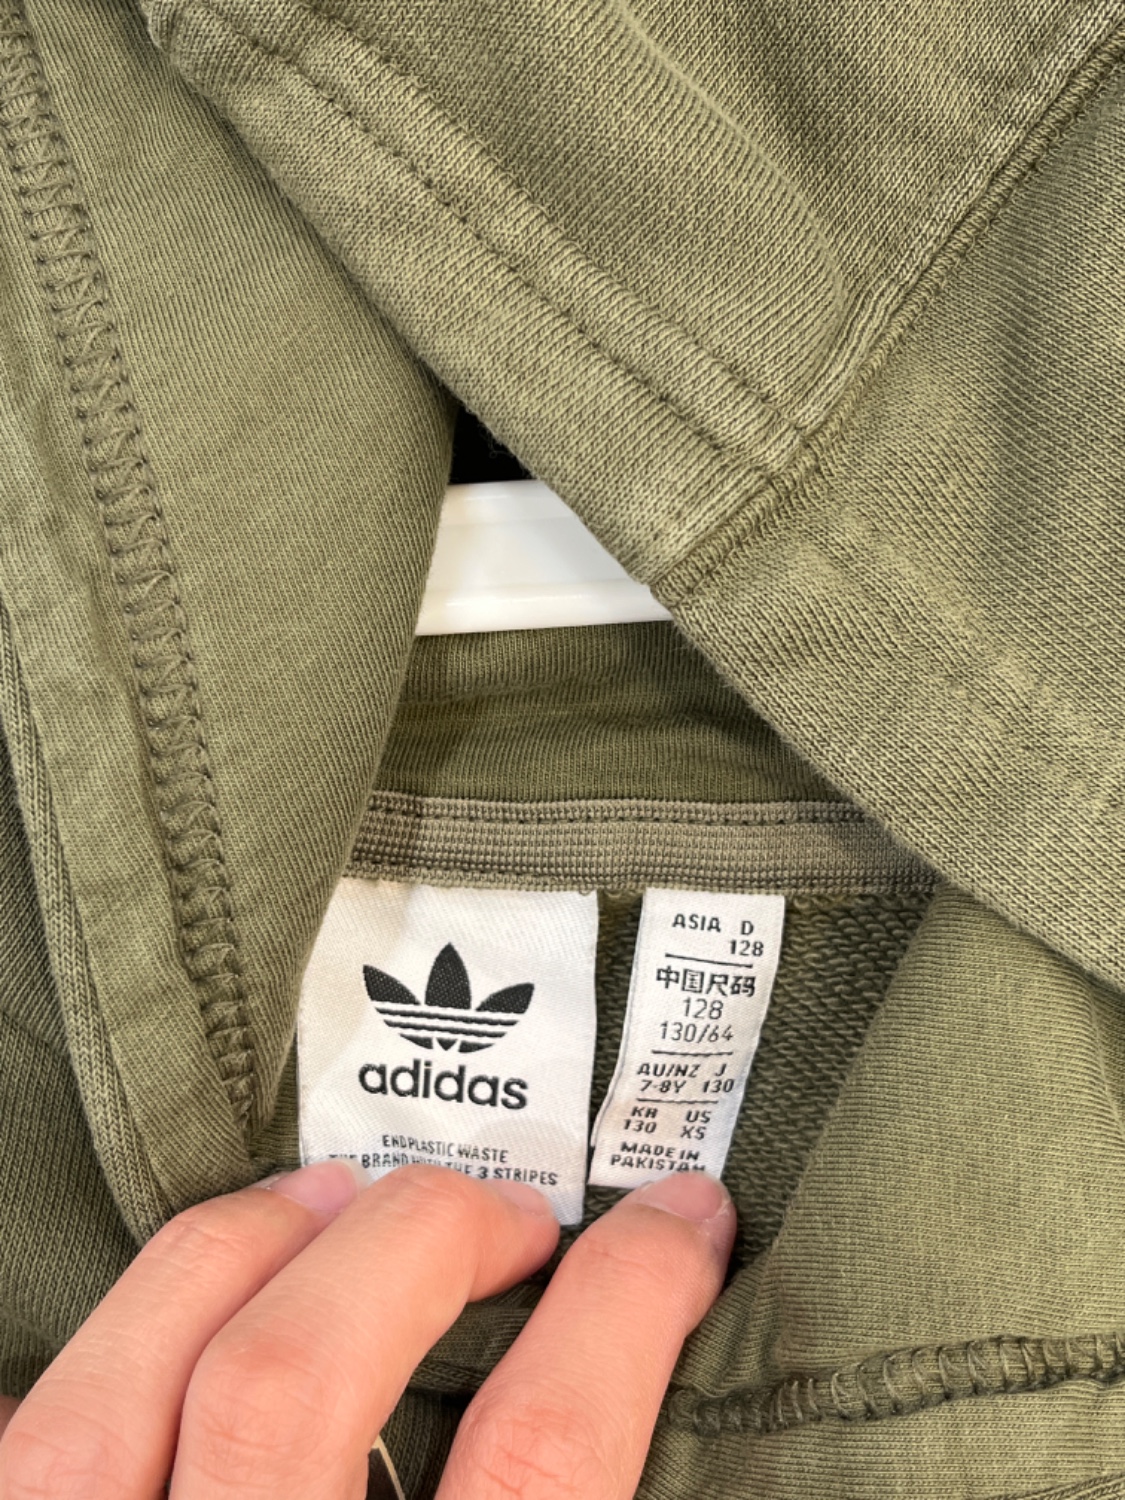 adidas
END PLASTIC WASTE
THE BRAND WITH THE 3 STRIPES
ASIA D
128
中国尺码
128
130/64
AU/NZ J
7-8Y 130
KR US
130 XS
MADE IN
PAKISTAN